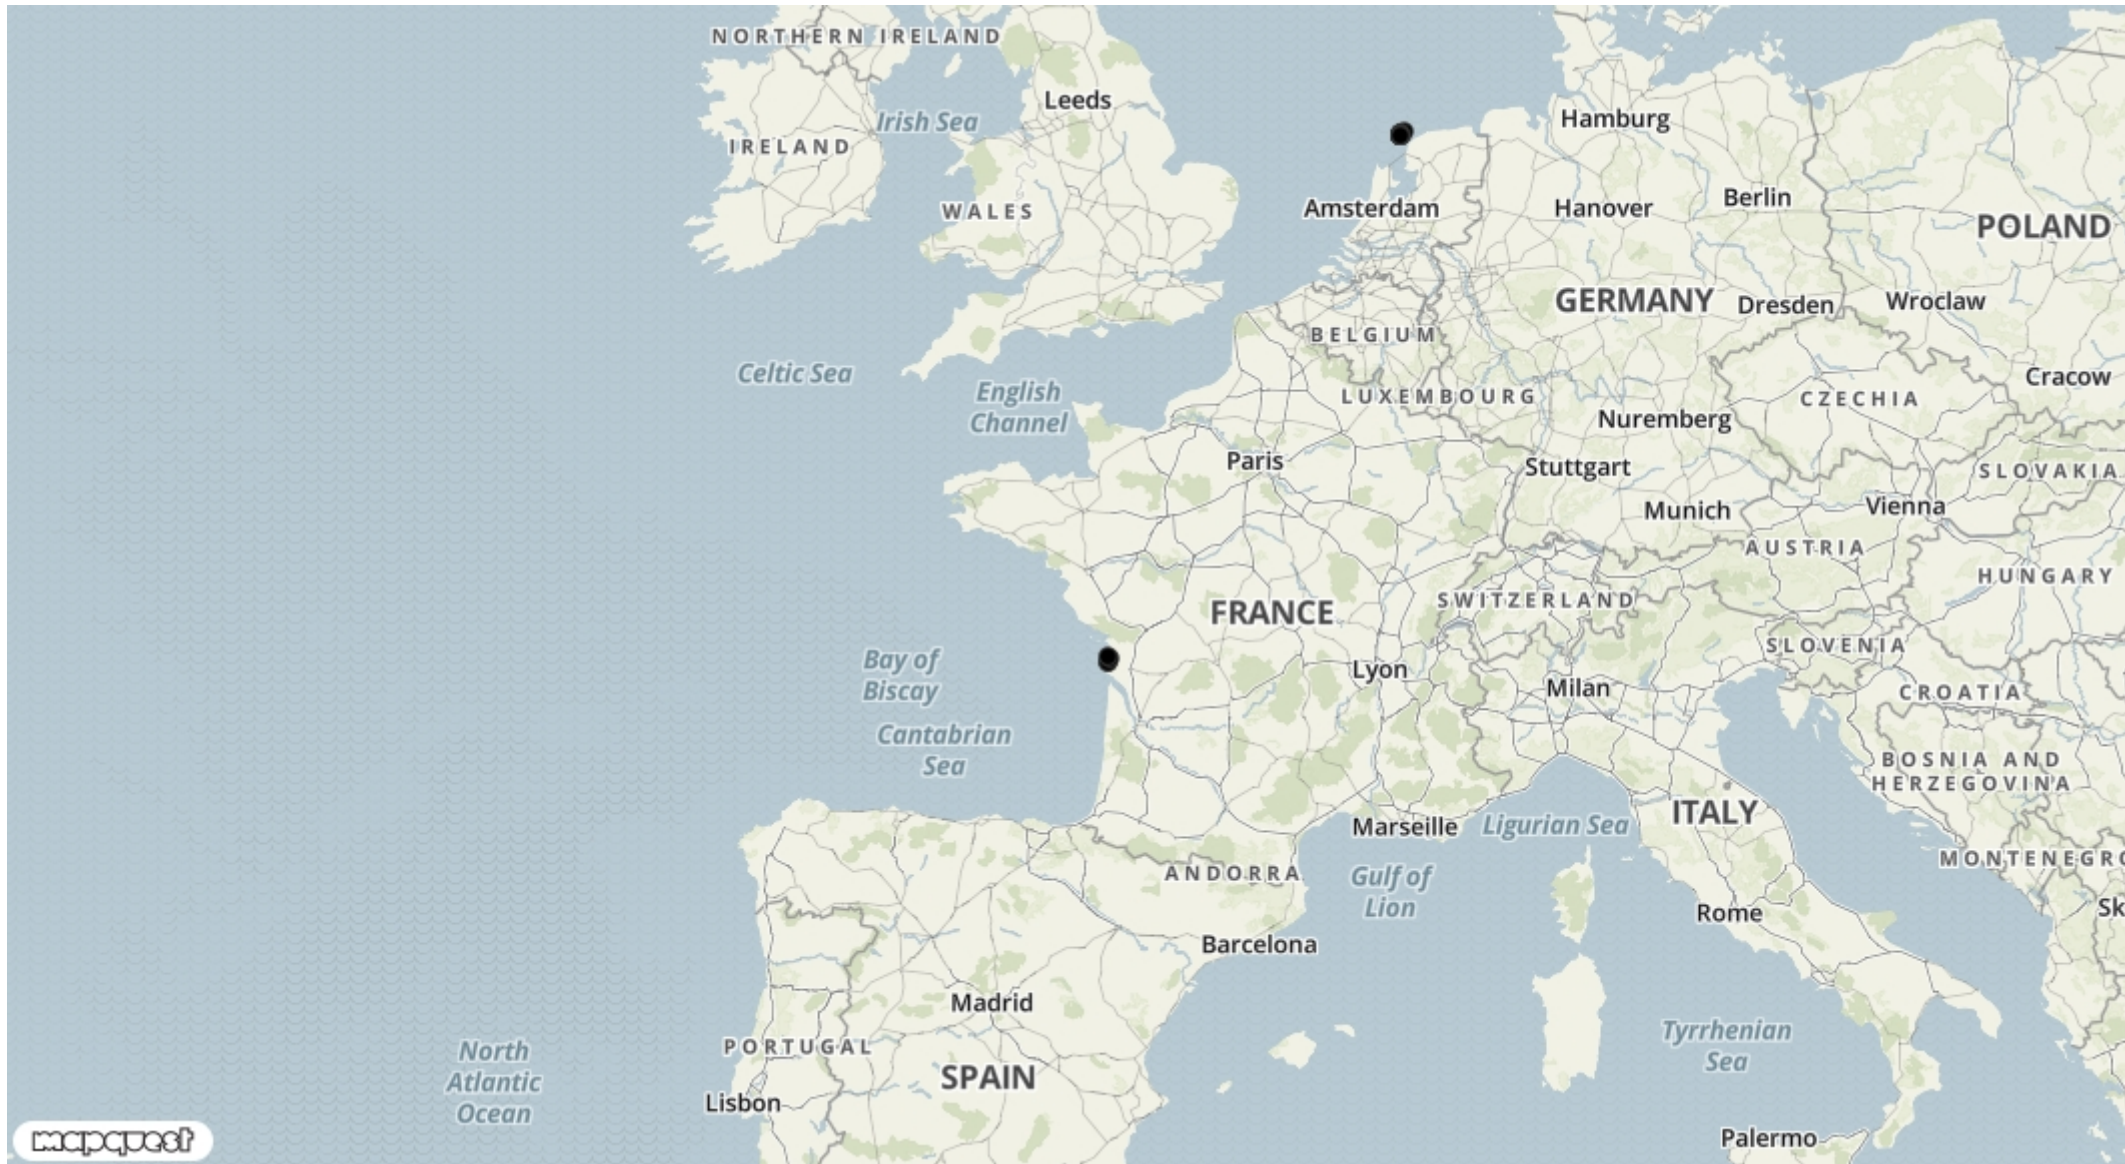 NORTHERN IRELAND
Leeds
Hamburg
Irish Sea
IRELAND
Berlin
Amsterdam
Hanover
WALES
POLAND
GERMANY
Dresden
Wroclaw
BELGIUM
Celtic Sea
English
Channel
Cracow
LUXEMBOURG
CZECHIA
Nuremberg
Paris
Stuttgart
SLOVAKIA
Munich
Vienna
AUSTRIA
HUNGARY
SWITZERLAND
FRANCE
SLOVENIA
Bay of
Biscay
Lyon
Milan
CROATIA
Cantabrian
Sea
BOSNIA AND
HERZEGOVINA
ITALY
Marseille
Ligurian Sea
MONTENEGRO
ANDORRA
Gulf of
Lion
Sk
Rome
Barcelona
Madrid
Tyrrhenian
Sea
PORTUGAL
North
Atlantic
Ocean
SPAIN
Lisbon
Palermo
mapquest